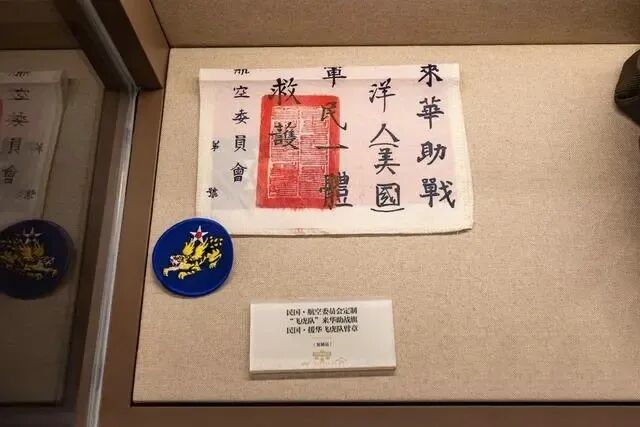 來華助戰
洋人(美國)
軍民一體
救護
航空委員會
民国·航空委员会定制
“飞虎队”来华助战旗
民国·援华飞虎队臂章